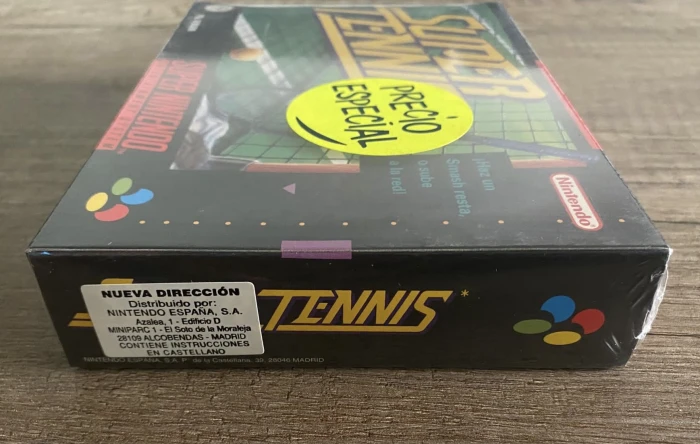 SUPER
TENNIS
SUPER NINTENDO
PRECIO
ESPECIAL
¡Haz un
Smash resta,
o sube
a la red!
Nintendo
TENNIS
NUEVA DIRECCIÓN
Distribuido por:
NINTENDO ESPAÑA, S.A.
Azalea, 1 - Edificio D
MINIPARC 1 - El Soto de la Moraleja
28109 ALCOBENDAS - MADRID
CONTIENE INSTRUCCIONES
EN CASTELLANO
NINTENDO ESPAÑA, S.A. Pº de la Castellana, 39, 28046 MADRID